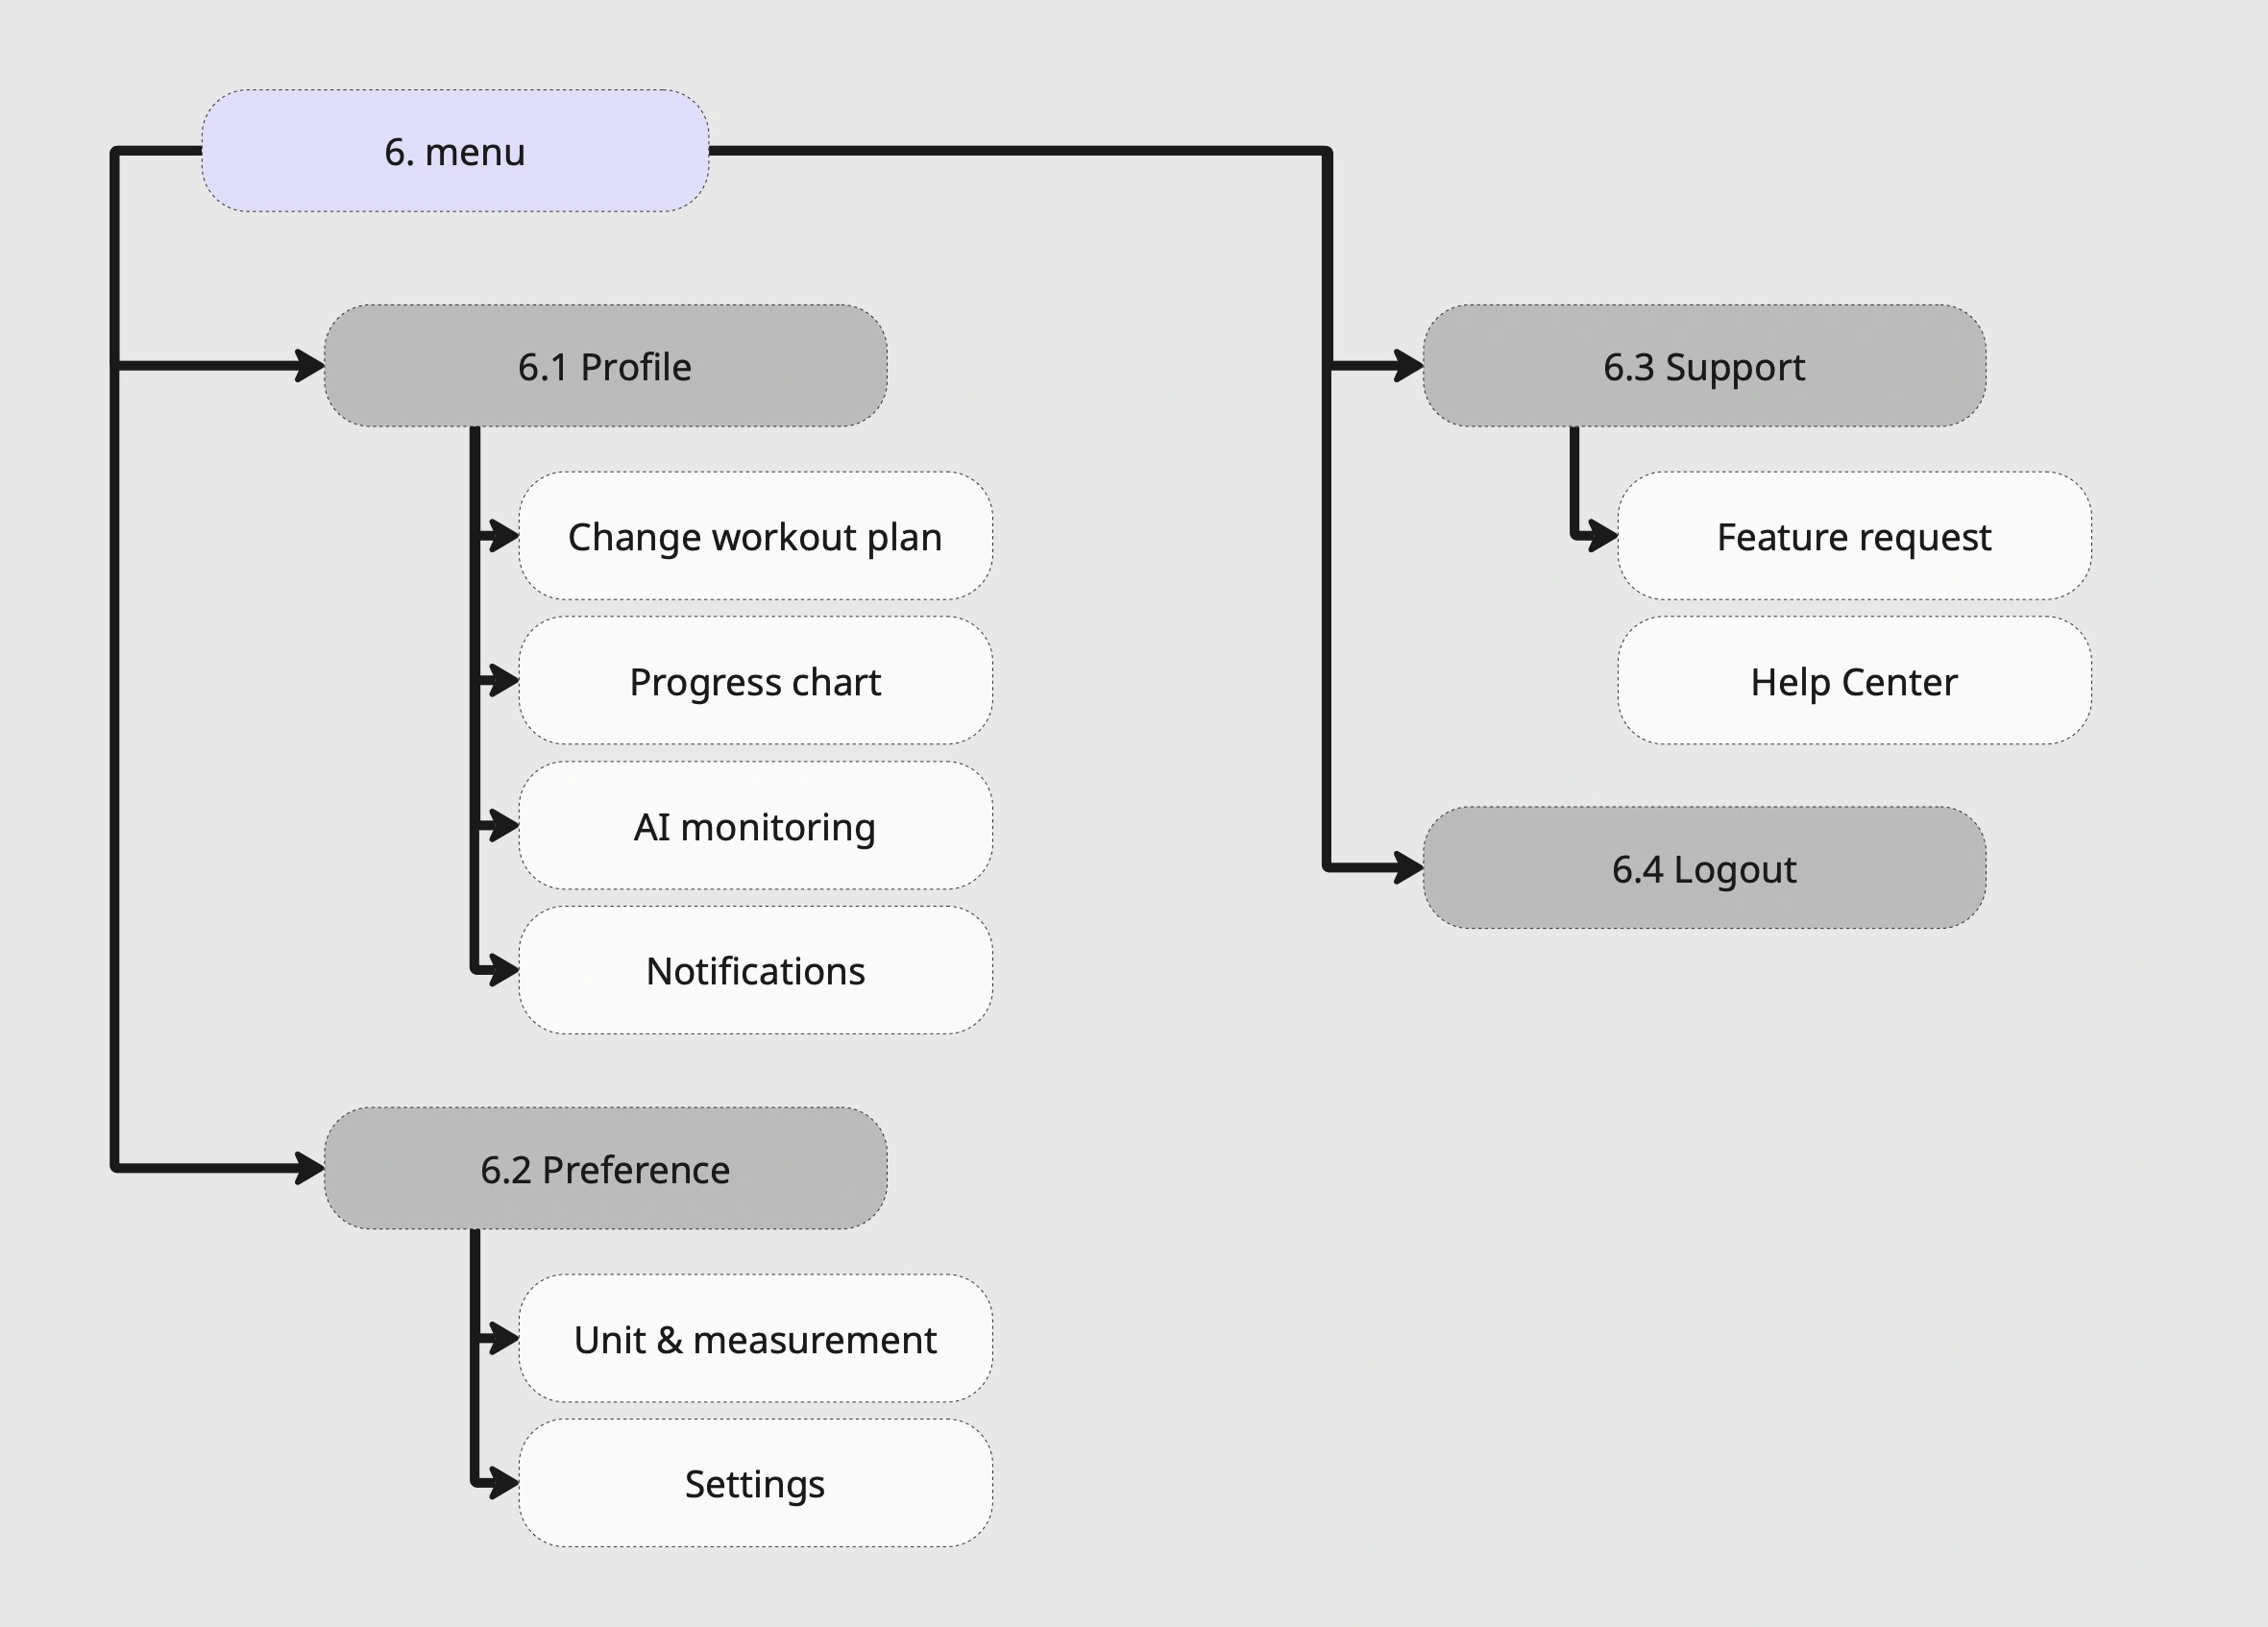 6. menu
6.1 Profile
Change workout plan
Progress chart
AI monitoring
Notifications
6.2 Preference
Unit & measurement
Settings
6.3 Support
Feature request
Help Center
6.4 Logout